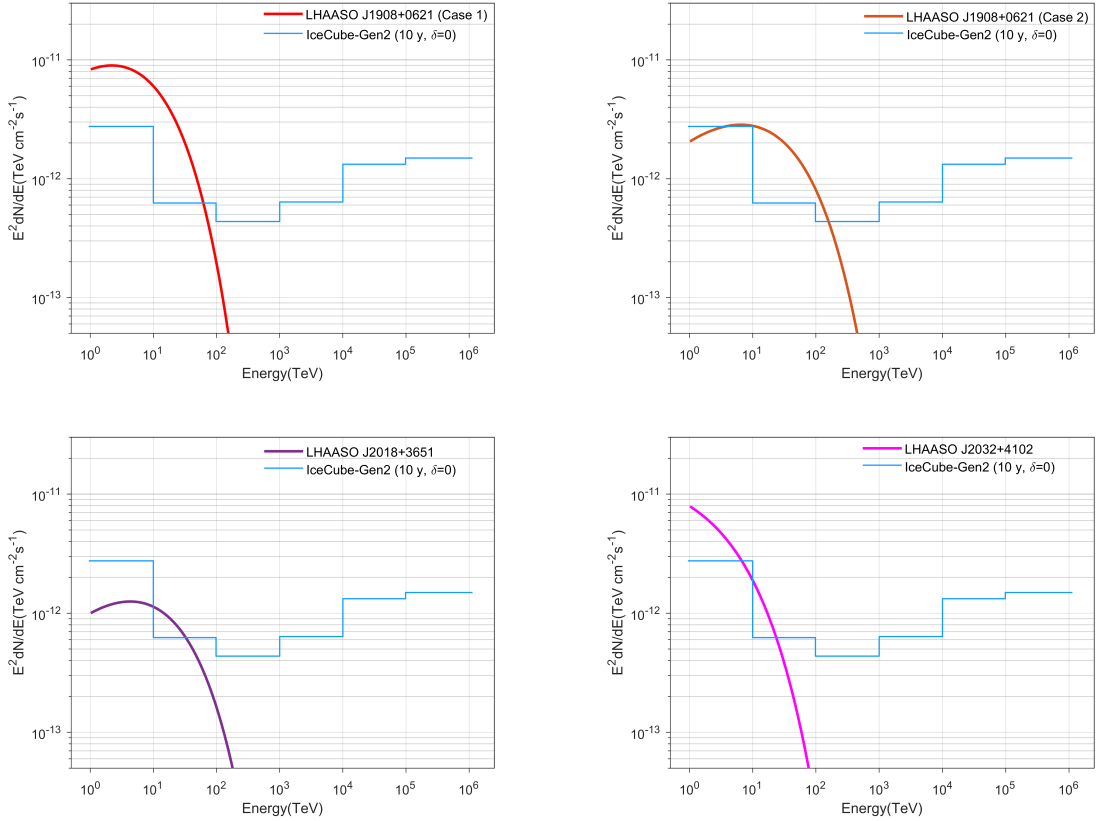 LHAASO J1908+0621 (Case 1)
IceCube-Gen2 (10 y, δ=0)
10^-11
10^-12
10^-13
E^2dN/dE(TeV cm^-2s^-1)
10^0 10^1 10^2 10^3 10^4 10^5 10^6
Energy(TeV)
LHAASO J1908+0621 (Case 2)
IceCube-Gen2 (10 y, δ=0)
10^-11
10^-12
10^-13
E^2dN/dE(TeV cm^-2s^-1)
10^0 10^1 10^2 10^3 10^4 10^5 10^6
Energy(TeV)
LHAASO J2018+3651
IceCube-Gen2 (10 y, δ=0)
10^-11
10^-12
10^-13
E^2dN/dE(TeV cm^-2s^-1)
10^0 10^1 10^2 10^3 10^4 10^5 10^6
Energy(TeV)
LHAASO J2032+4102
IceCube-Gen2 (10 y, δ=0)
10^-11
10^-12
10^-13
E^2dN/dE(TeV cm^-2s^-1)
10^0 10^1 10^2 10^3 10^4 10^5 10^6
Energy(TeV)